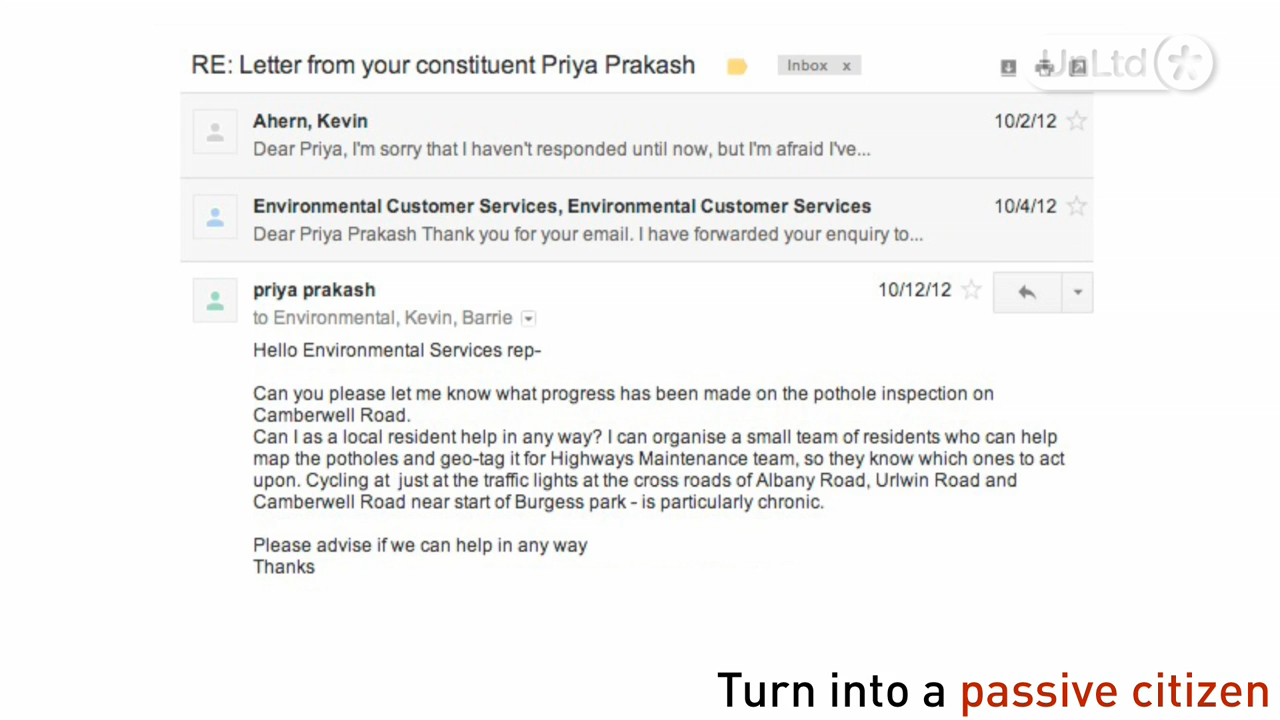 RE: Letter from your constituent Priya Prakash
Inbox x
UnLtd
Ahern, Kevin
10/2/12
Dear Priya, I'm sorry that I haven't responded until now, but I'm afraid I've...
Environmental Customer Services, Environmental Customer Services
10/4/12
Dear Priya Prakash Thank you for your email. I have forwarded your enquiry to...
priya prakash
10/12/12
to Environmental, Kevin, Barrie
Hello Environmental Services rep-
Can you please let me know what progress has been made on the pothole inspection on
Camberwell Road.
Can I as a local resident help in any way? I can organise a small team of residents who can help
map the potholes and geo-tag it for Highways Maintenance team, so they know which ones to act
upon. Cycling at  just at the traffic lights at the cross roads of Albany Road, Urlwin Road and
Camberwell Road near start of Burgess park - is particularly chronic.
Please advise if we can help in any way
Thanks
Turn into a passive citizen